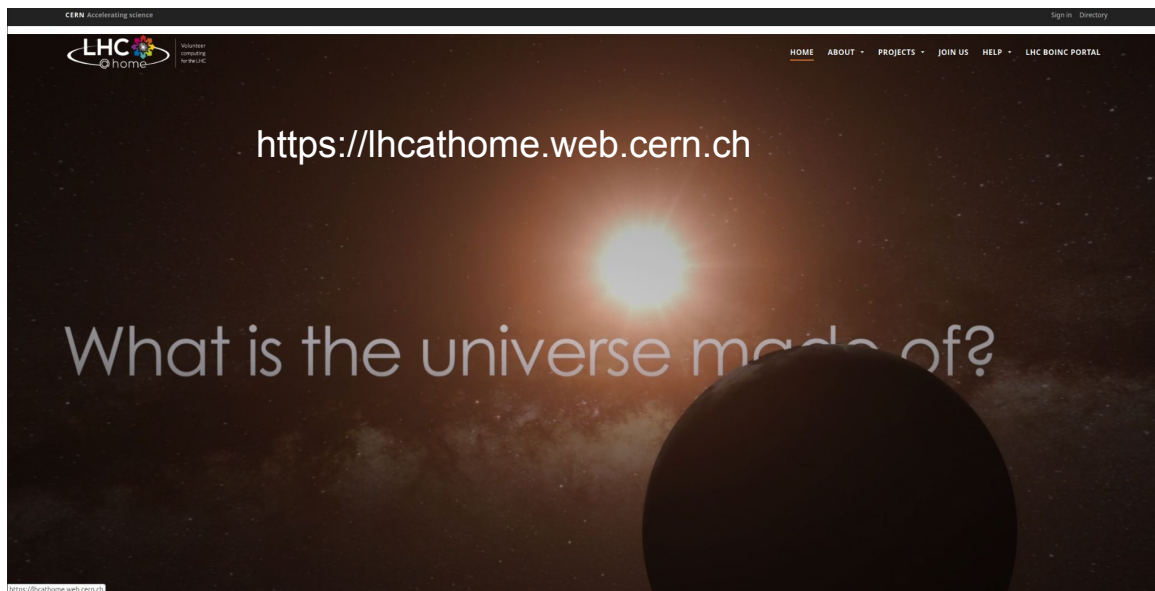 CERN Accelerating science
Sign in Directory
LHC
@home
Volunteer
computing
for the LHC
HOME ABOUT PROJECTS JOIN US HELP LHC BOINC PORTAL
https://lhcathome.web.cern.ch
What is the universe made of?
https://lhcathome.web.cern.ch